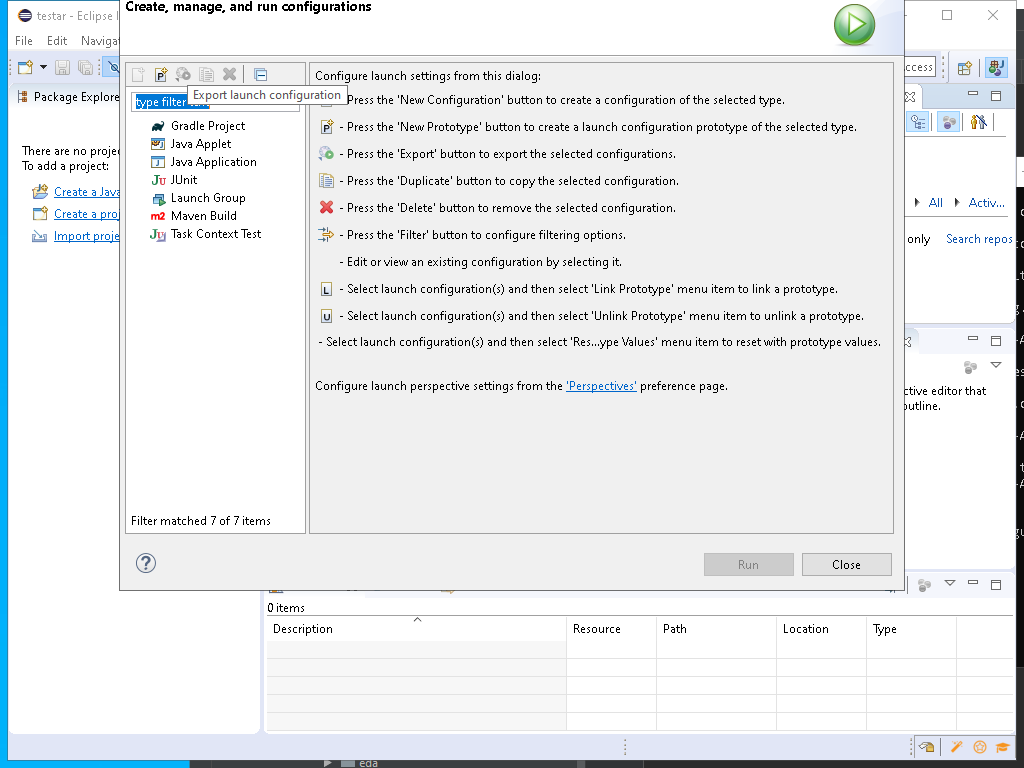 Create, manage, and run configurations
testar - Eclipse I
File Edit Navigat
Package Explore
There are no projec
To add a project:
Create a Java
Create a proj
Import proje
Export launch configuration
type filter
Gradle Project
Java Applet
Java Application
JUnit
Launch Group
Maven Build
Task Context Test
Filter matched 7 of 7 items
Configure launch settings from this dialog:
Press the 'New Configuration' button to create a configuration of the selected type.
- Press the 'New Prototype' button to create a launch configuration prototype of the selected type.
- Press the 'Export' button to export the selected configurations.
- Press the 'Duplicate' button to copy the selected configuration.
- Press the 'Delete' button to remove the selected configuration.
- Press the 'Filter' button to configure filtering options.
- Edit or view an existing configuration by selecting it.
L - Select launch configuration(s) and then select 'Link Prototype' menu item to link a prototype.
U - Select launch configuration(s) and then select 'Unlink Prototype' menu item to unlink a prototype.
- Select launch configuration(s) and then select 'Res...ype Values' menu item to reset with prototype values.
Configure launch perspective settings from the 'Perspectives' preference page.
Run Close
ccess
All Activ...
only Search repos
ctive editor that
outline.
0 items
Description Resource Path Location Type
eda